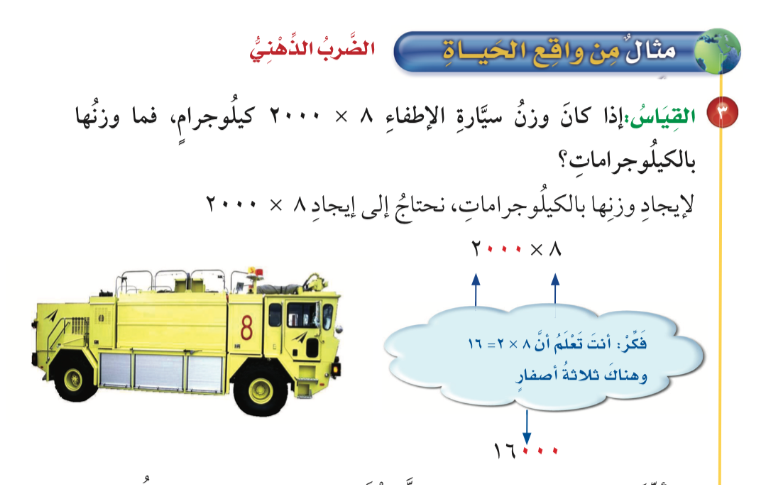 مثالٌ مِن واقِعِ الحَيـاةِ
الضَّربُ الذِّهْنِيُّ
٣ القِيَاسُ: إذا كانَ وزنُ سيَّارةِ الإطفاءِ ٨ × ٢٠٠٠ كيلُوجرامٍ، فما وزنُها
بالكيلُوجراماتِ؟
لإيجادِ وزنِها بالكيلُوجراماتِ، نحتاجُ إلى إيجادِ ٨ × ٢٠٠٠
٨ × ٢٠٠٠
فَكِّرْ: أنتَ تَعْلَمُ أنَّ ٨ × ٢ = ١٦
وهناكَ ثلاثةُ أصفارٍ
١٦٠٠٠
8